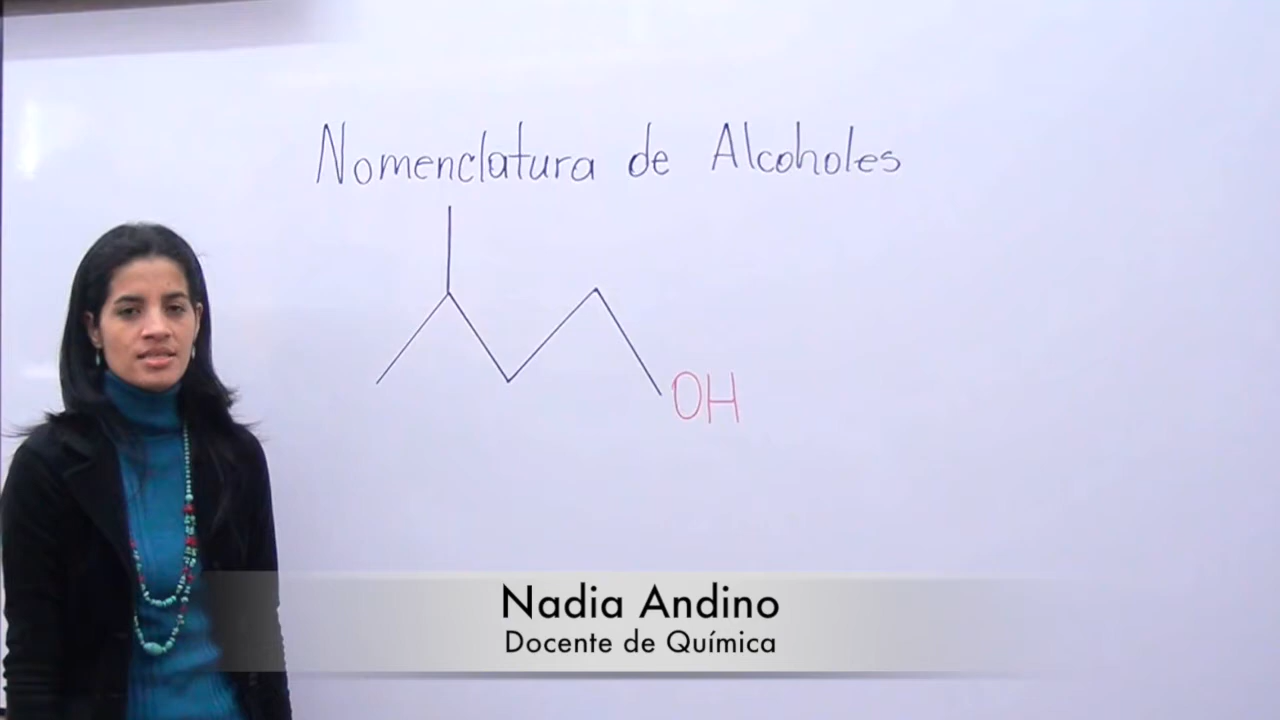 Nomenclatura de Alcoholes
OH
Nadia Andino
Docente de Química